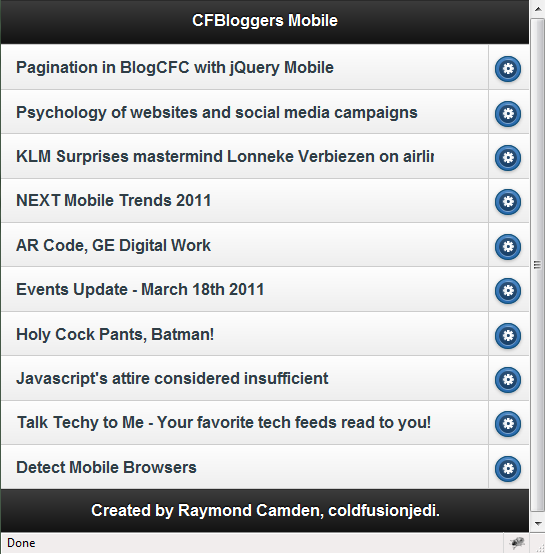 CFBloggers Mobile
Pagination in BlogCFC with jQuery Mobile
Psychology of websites and social media campaigns
KLM Surprises mastermind Lonneke Verbiezen on airlin
NEXT Mobile Trends 2011
AR Code, GE Digital Work
Events Update - March 18th 2011
Holy Cock Pants, Batman!
Javascript's attire considered insufficient
Talk Techy to Me - Your favorite tech feeds read to you!
Detect Mobile Browsers
Created by Raymond Camden, coldfusionjedi.
Done